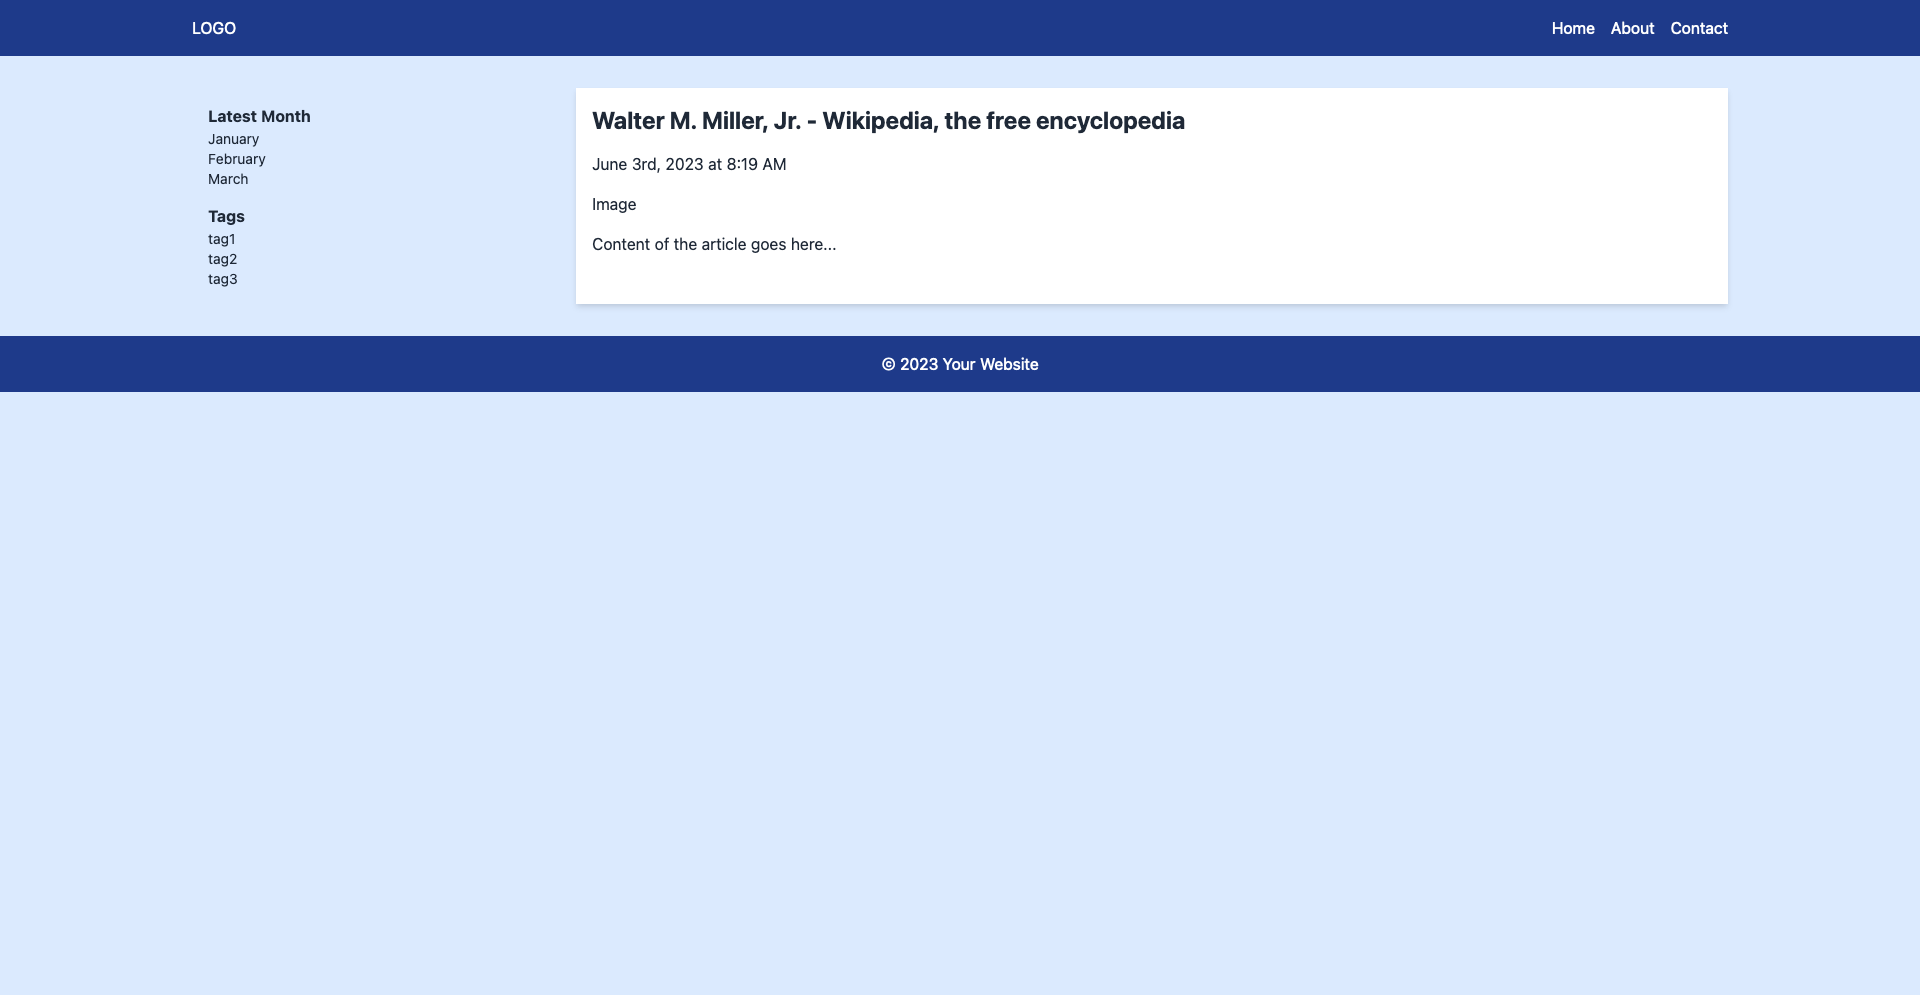 LOGO
Home About Contact
Latest Month
January
February
March
Tags
tag1
tag2
tag3
Walter M. Miller, Jr. - Wikipedia, the free encyclopedia
June 3rd, 2023 at 8:19 AM
Image
Content of the article goes here...
© 2023 Your Website